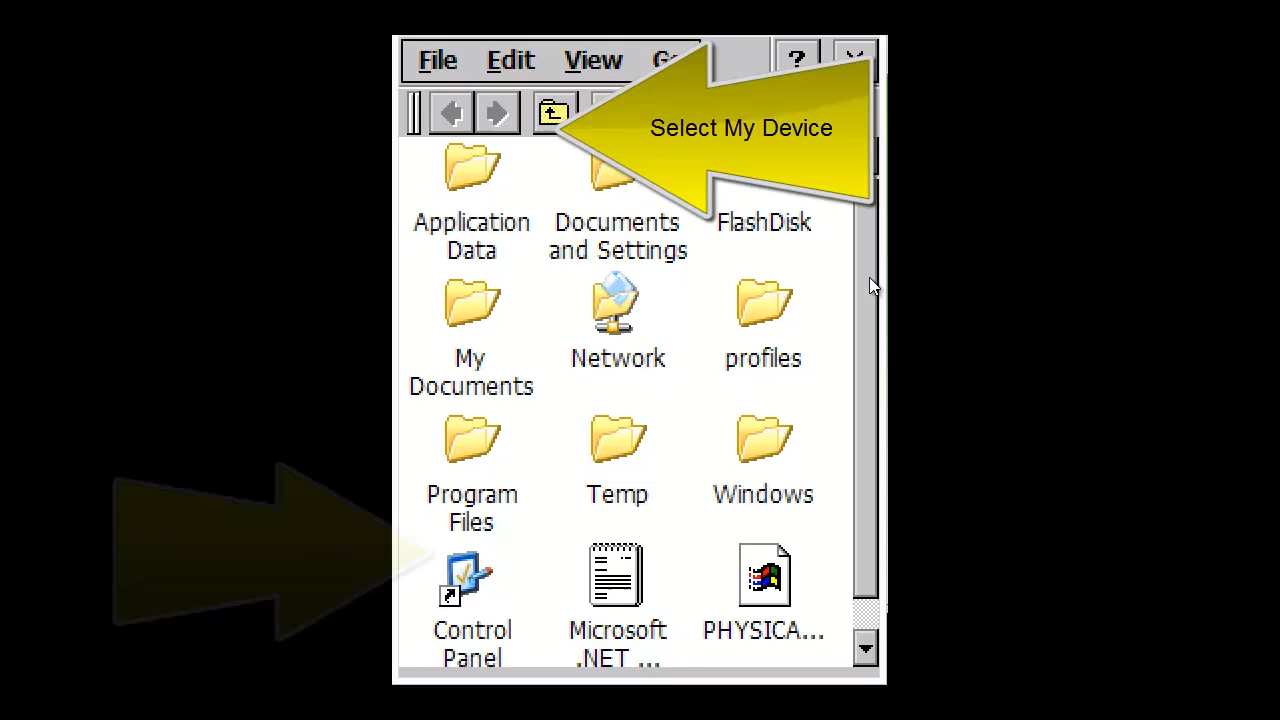 File Edit View
?
Select My Device
Application Data
Documents and Settings
FlashDisk
My Documents
Network
profiles
Program Files
Temp
Windows
Control Panel
Microsoft .NET ...
PHYSICA...